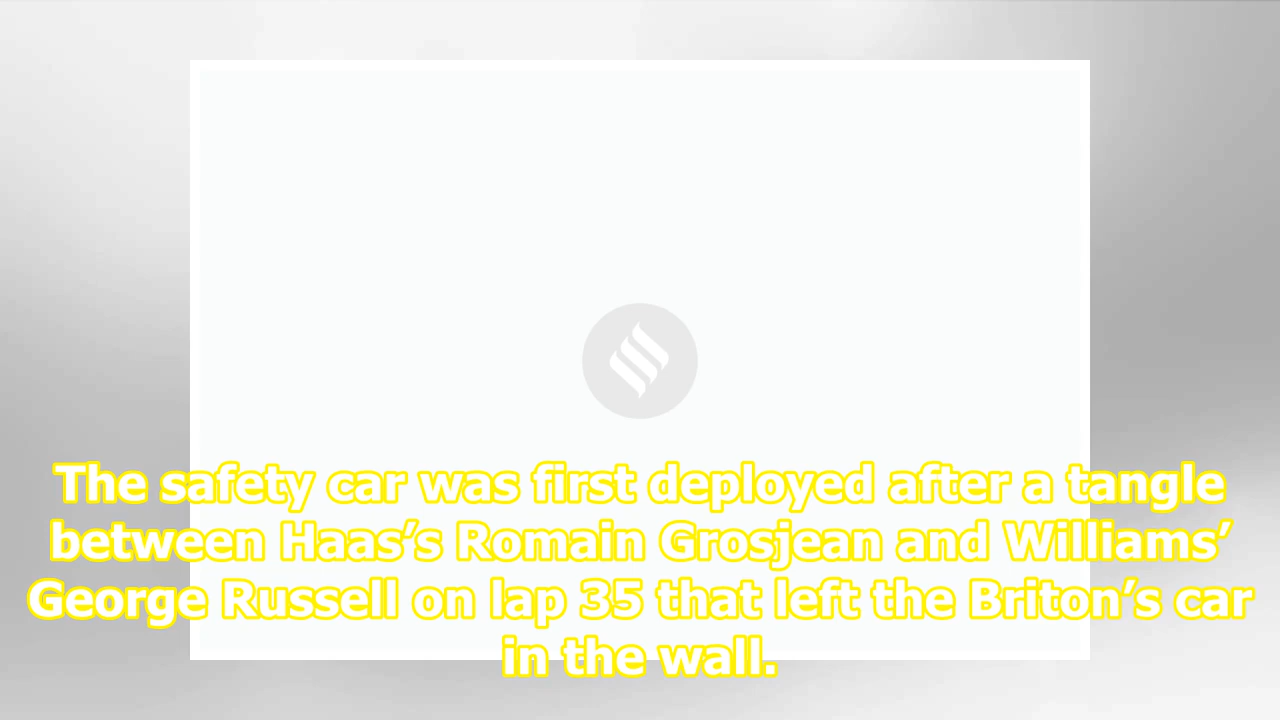 The safety car was first deployed after a tangle
between Haas’s Romain Grosjean and Williams’
George Russell on lap 35 that left the Briton’s car
in the wall.